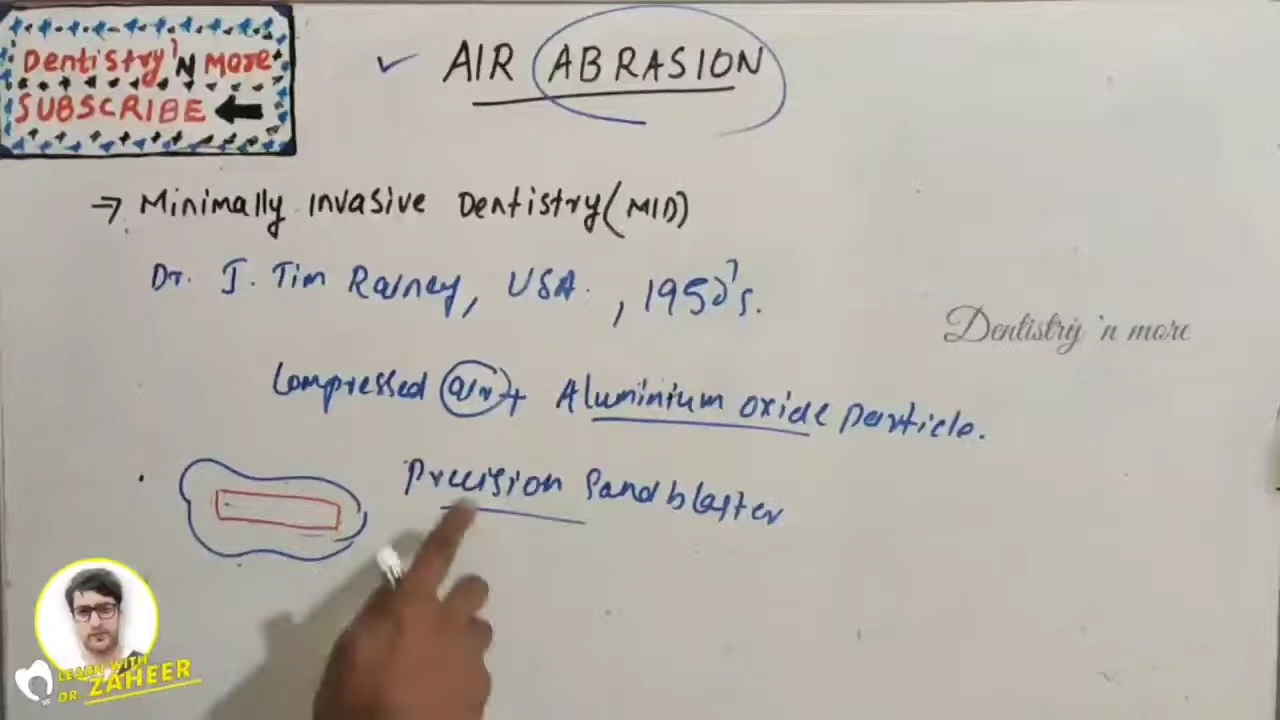 Dentistry 'N More
SUBSCRIBE
AIR ABRASION
→ Minimally Invasive Dentistry (MID)
Dr. J. Tim Rainey, USA. , 1950's.
Compressed air + Aluminium oxide particle.
Precision Sandblaster
Dentistry 'n more
LEARN WITH
DR. ZAHEER